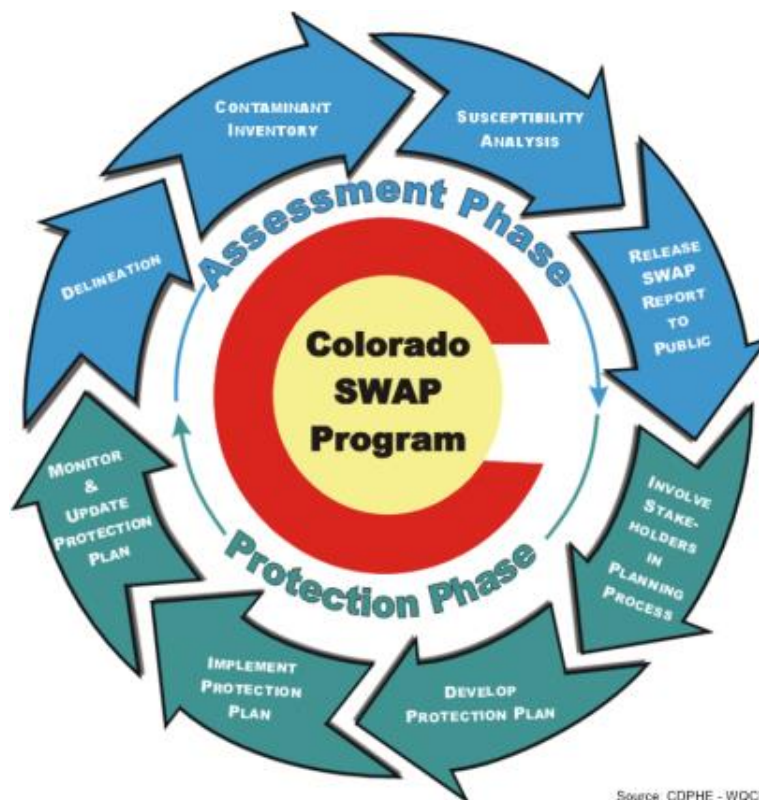 CONTAMINANT
INVENTORY
SUSCEPTIBILITY
ANALYSIS
RELEASE
SWAP
REPORT
TO
PUBLIC
INVOLVE
STAKE-
HOLDERS
IN
PLANNING
PROCESS
DEVELOP
PROTECTION PLAN
IMPLEMENT
PROTECTION
PLAN
MONITOR
&
UPDATE
PROTECTION
PLAN
DELINEATION
Assessment Phase
Colorado
SWAP
Program
Protection Phase
Source: CDPHE - WQC